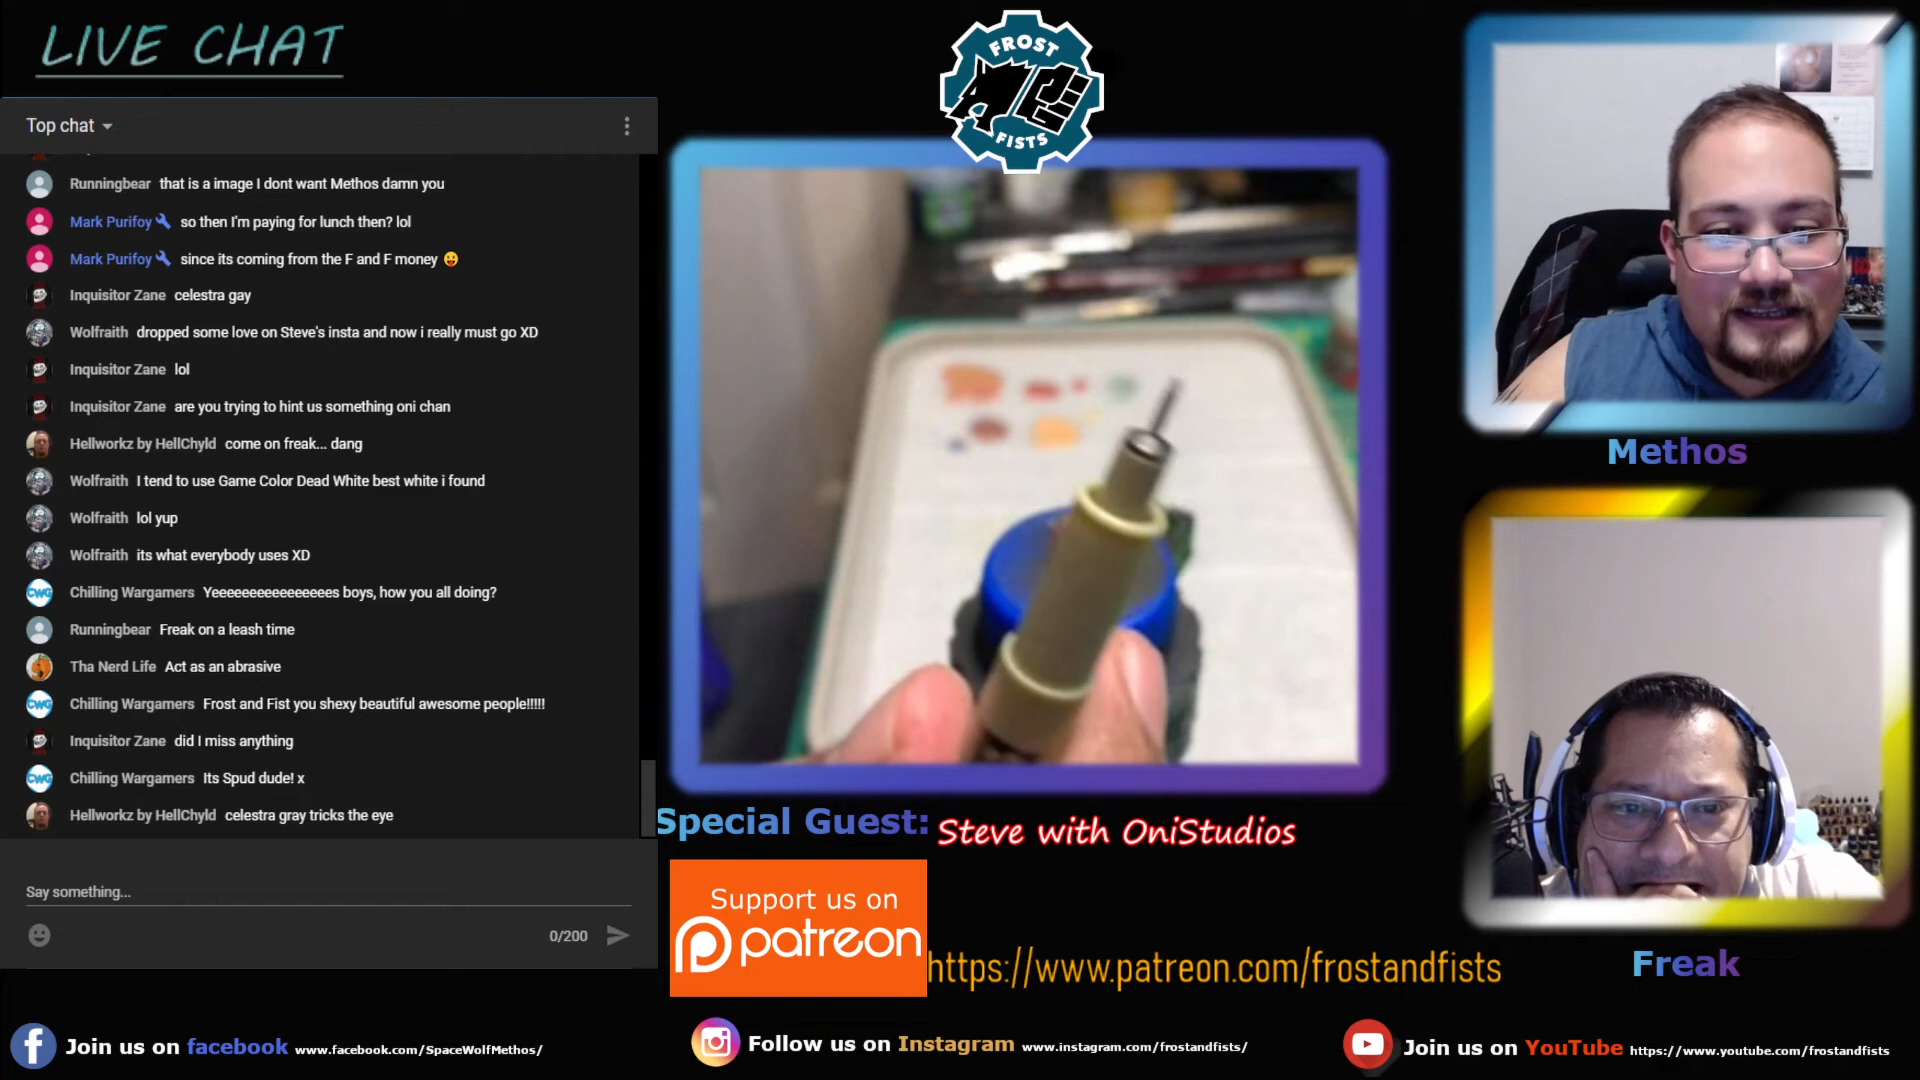 LIVE CHAT
Top chat
Runningbear that is a image I dont want Methos damn you
Mark Purifoy so then I'm paying for lunch then? lol
Mark Purifoy since its coming from the F and F money 😛
Inquisitor Zane celestra gay
Wolfraith dropped some love on Steve's insta and now i really must go XD
Inquisitor Zane lol
Inquisitor Zane are you trying to hint us something oni chan
Hellworkz by HellChyld come on freak... dang
Wolfraith I tend to use Game Color Dead White best white i found
Wolfraith lol yup
Wolfraith its what everybody uses XD
CWG Chilling Wargamers Yeeeeeeeeeeeeeeees boys, how you all doing?
Runningbear Freak on a leash time
Tha Nerd Life Act as an abrasive
CWG Chilling Wargamers Frost and Fist you shexy beautiful awesome people!!!!!
Inquisitor Zane did I miss anything
CWG Chilling Wargamers Its Spud dude! x
Hellworkz by HellChyld celestra gray tricks the eye
Say something...
0/200
FROST
FISTS
Methos
Special Guest: Steve with OniStudios
Support us on
patreon
https://www.patreon.com/frostandfists
Freak
Join us on facebook www.facebook.com/SpaceWolfMethos/
Follow us on Instagram www.instagram.com/frostandfists/
Join us on YouTube https://www.youtube.com/frostandfists